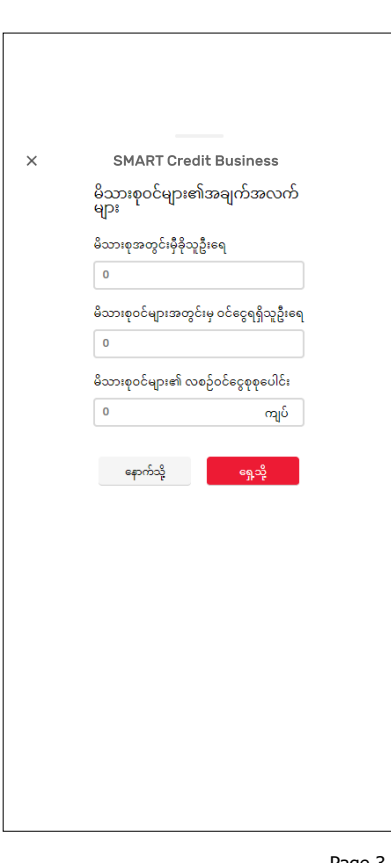 × SMART Credit Business
မိသားစုဝင်များ၏အချက်အလက်
များ
မိသားစုအတွင်းမှီခိုသူဦးရေ
0
မိသားစုဝင်များအတွင်းမှ ဝင်ငွေရရှိသူဦးရေ
0
မိသားစုဝင်များ၏ လစဉ်ဝင်ငွေစုစုပေါင်း
0 ကျပ်
နောက်သို့ ရှေ့သို့
Page 3